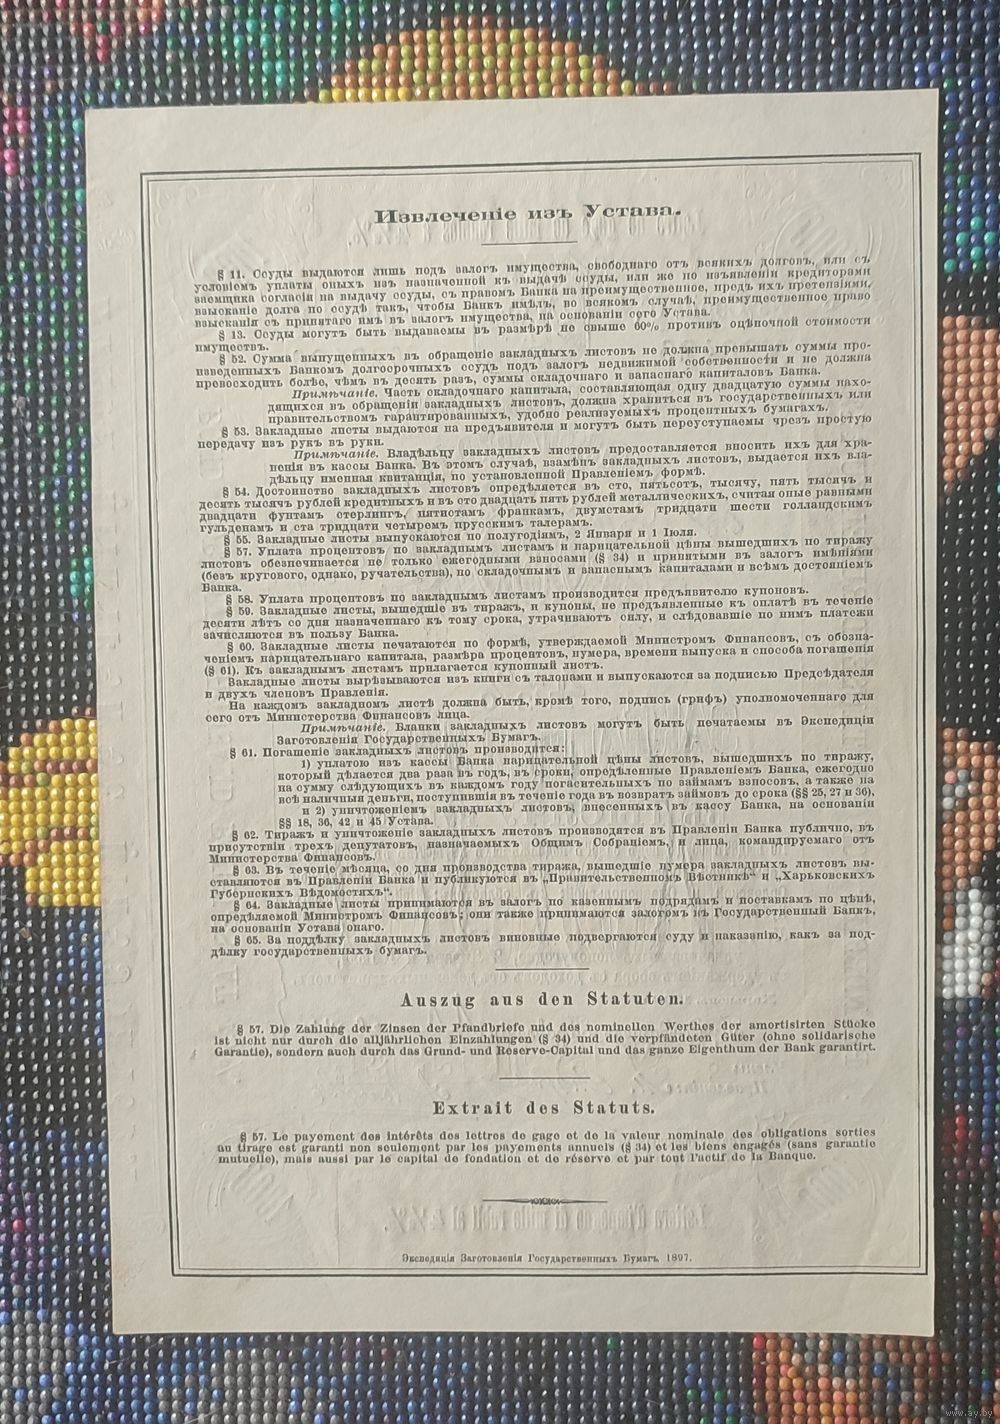 Извлеченіе изъ Устава.
§ 11. Ссуды выдаются лишь подъ залогъ имущества, свободнаго отъ всякихъ долговъ, или съ
условіемъ уплаты оныхъ изъ назначенной къ выдачѣ ссуды, или же по изъявленіи кредиторами
заемщика согласія на выдачу ссуды, съ правомъ Банка на преимущественное, предъ ихъ претензіями,
взысканіе долга по ссудѣ такъ, чтобы Банкъ имѣлъ, во всякомъ случаѣ, преимущественное право
взысканія съ принятаго имъ въ залогъ имущества, на основаніи сего Устава.
§ 13. Ссуды могутъ быть выдаваемы въ размѣрѣ не свыше 60% противъ оцѣночной стоимости
имуществъ.
§ 52. Сумма выпущенныхъ въ обращеніе закладныхъ листовъ не должна превышать суммы про-
изведенныхъ Банкомъ долгосрочныхъ ссудъ подъ залогъ недвижимой собственности и не должна
превосходить болѣе, чѣмъ въ десять разъ, суммы складочнаго и запаснаго капиталовъ Банка.
Примѣчаніе. Часть складочнаго капитала, составляющая одну двадцатую суммы нахо-
дящихся въ обращеніи закладныхъ листовъ, должна храниться въ государственныхъ или
правительствомъ гарантированныхъ, удобно реализуемыхъ процентныхъ бумагахъ.
§ 53. Закладные листы выдаются на предъявителя и могутъ быть переуступаемы чрезъ простую
передачу изъ рукъ въ руки.
Примѣчаніе. Владѣльцу закладныхъ листовъ предоставляется вносить ихъ для хра-
ненія въ кассы Банка. Въ этомъ случаѣ, взамѣнъ закладныхъ листовъ, выдается ихъ вла-
дѣльцу именная квитанція, по установленной Правленіемъ формѣ.
§ 54. Достоинство закладныхъ листовъ опредѣляется въ сто, пятьсотъ, тысячу, пять тысячъ и
десять тысячъ рублей кредитныхъ и въ сто двадцать пять рублей металлическихъ, считая оные равными
двадцати фунтамъ стерлингъ, пятистамъ франкамъ, двумстамъ тридцати шести голландскимъ
гульденамъ и ста тридцати четыремъ прусскимъ талерамъ.
§ 55. Закладные листы выпускаются по полугодіямъ, 2 Января и 1 Іюля.
§ 57. Уплата процентовъ по закладнымъ листамъ и нарицательной цѣны вышедшихъ по тиражу
листовъ обезпечивается не только ежегодными взносами (§ 34) и принятыми въ залогъ имѣніями
(безъ кругового, однако, ручательства), но складочнымъ и запаснымъ капиталами и всѣмъ достояніемъ
Банка.
§ 58. Уплата процентовъ по закладнымъ листамъ производится предъявителю купоновъ.
§ 59. Закладные листы, вышедшіе въ тиражъ, и купоны, не предъявленные къ оплатѣ въ теченіе
десяти лѣтъ со дня назначеннаго къ тому срока, утрачиваютъ силу, и слѣдовавшіе по нимъ платежи
зачисляются въ пользу Банка.
§ 60. Закладные листы печатаются по формѣ, утверждаемой Министромъ Финансовъ, съ обозна-
ченіемъ нарицательнаго капитала, размѣра процентовъ, нумера, времени выпуска и способа погашенія
(§ 61). Къ закладнымъ листамъ прилагается купонный листъ.
Закладные листы вырѣзываются изъ книги съ талонами и выпускаются за подписью Предсѣдателя
и двухъ членовъ Правленія.
На каждомъ закладномъ листѣ должна быть, кромѣ того, подпись (грифъ) уполномоченнаго для
сего отъ Министерства Финансовъ лица.
Примѣчаніе. Бланки закладныхъ листовъ могутъ быть печатаемы въ Экспедиціи
Заготовленія Государственныхъ Бумагъ.
§ 61. Погашеніе закладныхъ листовъ производится:
1) уплатою изъ кассы Банка нарицательной цѣны листовъ, вышедшихъ по тиражу,
который дѣлается два раза въ годъ, въ сроки, опредѣленные Правленіемъ Банка, ежегодно
на сумму слѣдующихъ въ каждомъ году погасительныхъ по займамъ взносовъ, а также на
всѣ наличныя деньги, поступившія въ теченіе года въ возвратъ займовъ до срока (§§ 25, 27 и 36),
и 2) уничтоженіемъ закладныхъ листовъ, внесенныхъ въ кассу Банка, на основаніи
§§ 18, 36, 42 и 45 Устава.
§ 62. Тиражъ и уничтоженіе закладныхъ листовъ производятся въ Правленіи Банка публично, въ
присутствіи трехъ депутатовъ, назначаемыхъ Общимъ Собраніемъ, и лица, командируемаго отъ
Министерства Финансовъ.
§ 63. Въ теченіе мѣсяца, со дня производства тиража, вышедшіе нумера закладныхъ листовъ вы-
ставляются въ Правленіи Банка и публикуются въ „Правительственномъ Вѣстникѣ“ и „Харьковскихъ
Губернскихъ Вѣдомостяхъ“.
§ 64. Закладные листы принимаются въ залогъ по казеннымъ подрядамъ и поставкамъ по цѣнѣ,
опредѣляемой Министромъ Финансовъ; они также принимаются залогомъ въ Государственный Банкъ,
на основаніи Устава онаго.
§ 65. За поддѣлку закладныхъ листовъ виновные подвергаются суду и наказанію, какъ за под-
дѣлку государственныхъ бумагъ.
Auszug aus den Statuten.
§ 57. Die Zahlung der Zinsen der Pfandbriefe und des nominellen Werthes der amortisirten Stücke
ist nicht nur durch die alljährlichen Einzahlungen (§ 34) und die verpfändeten Güter (ohne solidarische
Garantie), sondern auch durch das Grund- und Reserve-Capital und das ganze Eigenthum der Bank garantirt.
Extrait des Statuts.
§ 57. Le payement des intérêts des lettres de gage et de la valeur nominale des obligations sorties
au tirage est garanti non seulement par les payements annuels (§ 34) et les biens engagés (sans garantie
mutuelle), mais aussi par le capital de fondation et de réserve et par tout l'actif de la Banque.
Экспедиція Заготовленія Государственныхъ Бумагъ, 1897.
www.ay.by